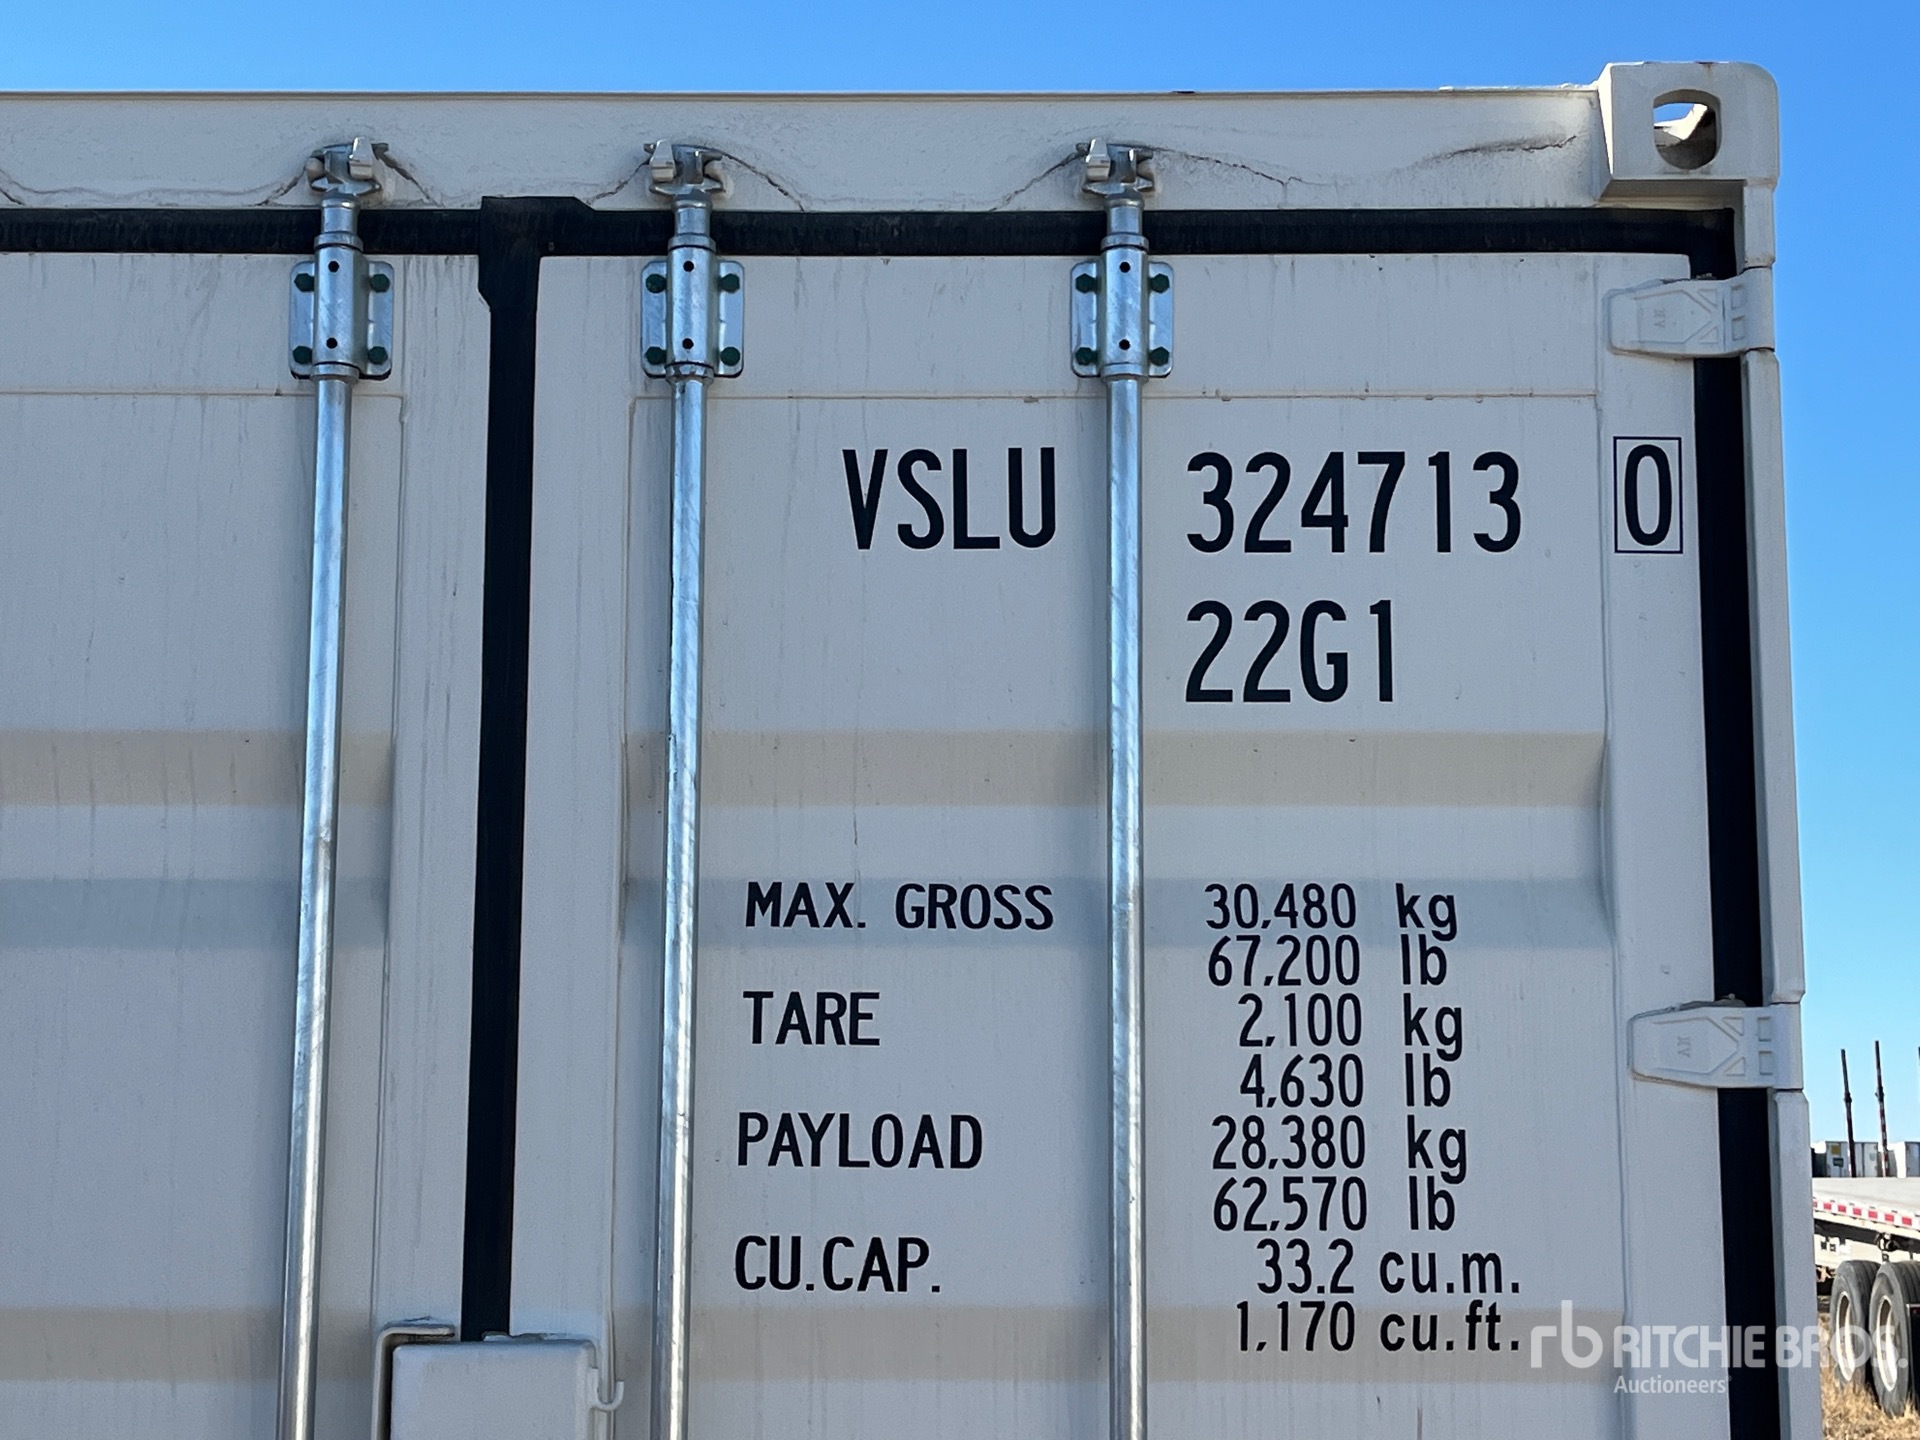 VSLU 324713 0
22G1
MAX. GROSS 30,480 kg
67,200 lb
TARE 2,100 kg
4,630 lb
PAYLOAD 28,380 kg
62,570 lb
CU.CAP. 33.2 cu.m.
1,170 cu.ft.
rb RITCHIE BROS.
Auctioneers